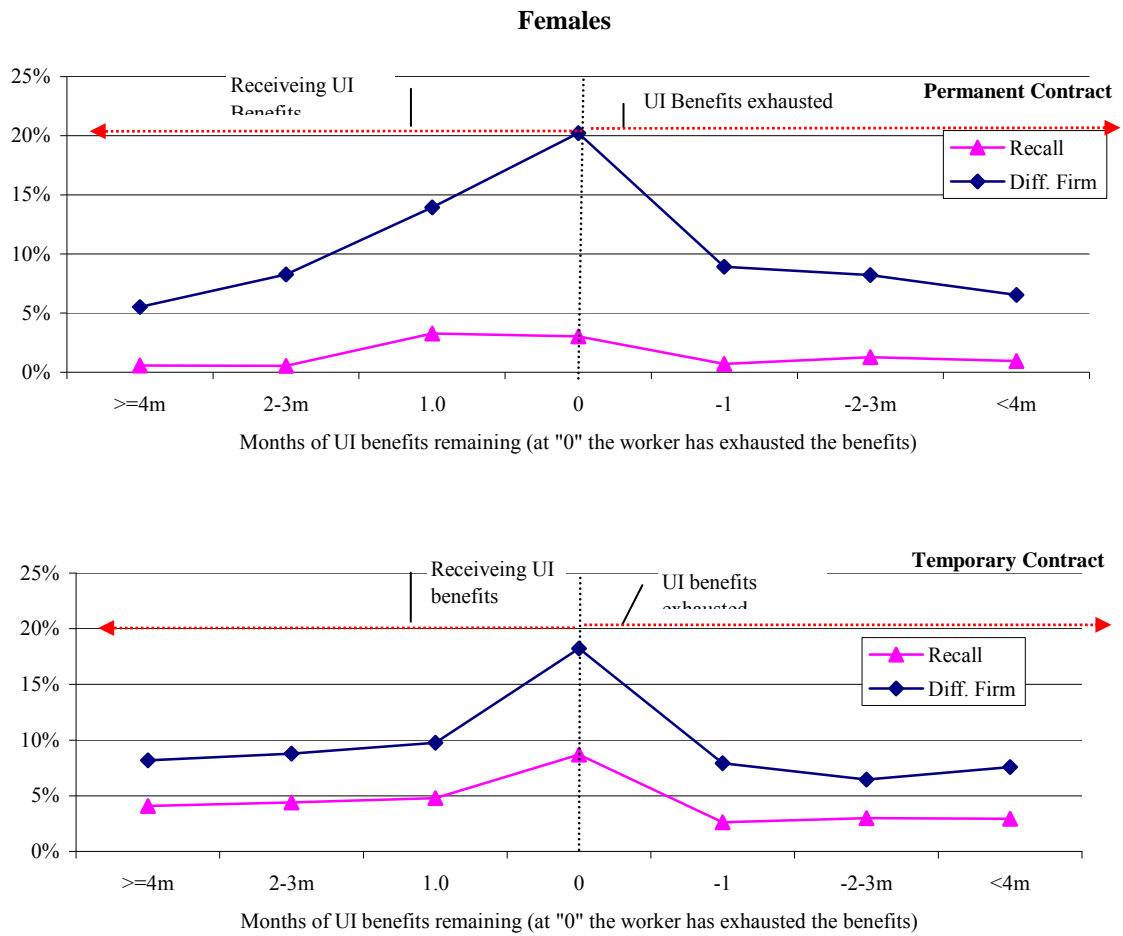 Females
25%
20%
15%
10%
5%
0%
Receiveing UI
Benefits
UI Benefits exhausted
Permanent Contract
Recall
Diff. Firm
>=4m 2-3m 1.0 0 -1 -2-3m <4m
Months of UI benefits remaining (at "0" the worker has exhausted the benefits)
25%
20%
15%
10%
5%
0%
Receiveing UI
benefits
UI benefits
exhausted
Temporary Contract
Recall
Diff. Firm
>=4m 2-3m 1.0 0 -1 -2-3m <4m
Months of UI benefits remaining (at "0" the worker has exhausted the benefits)